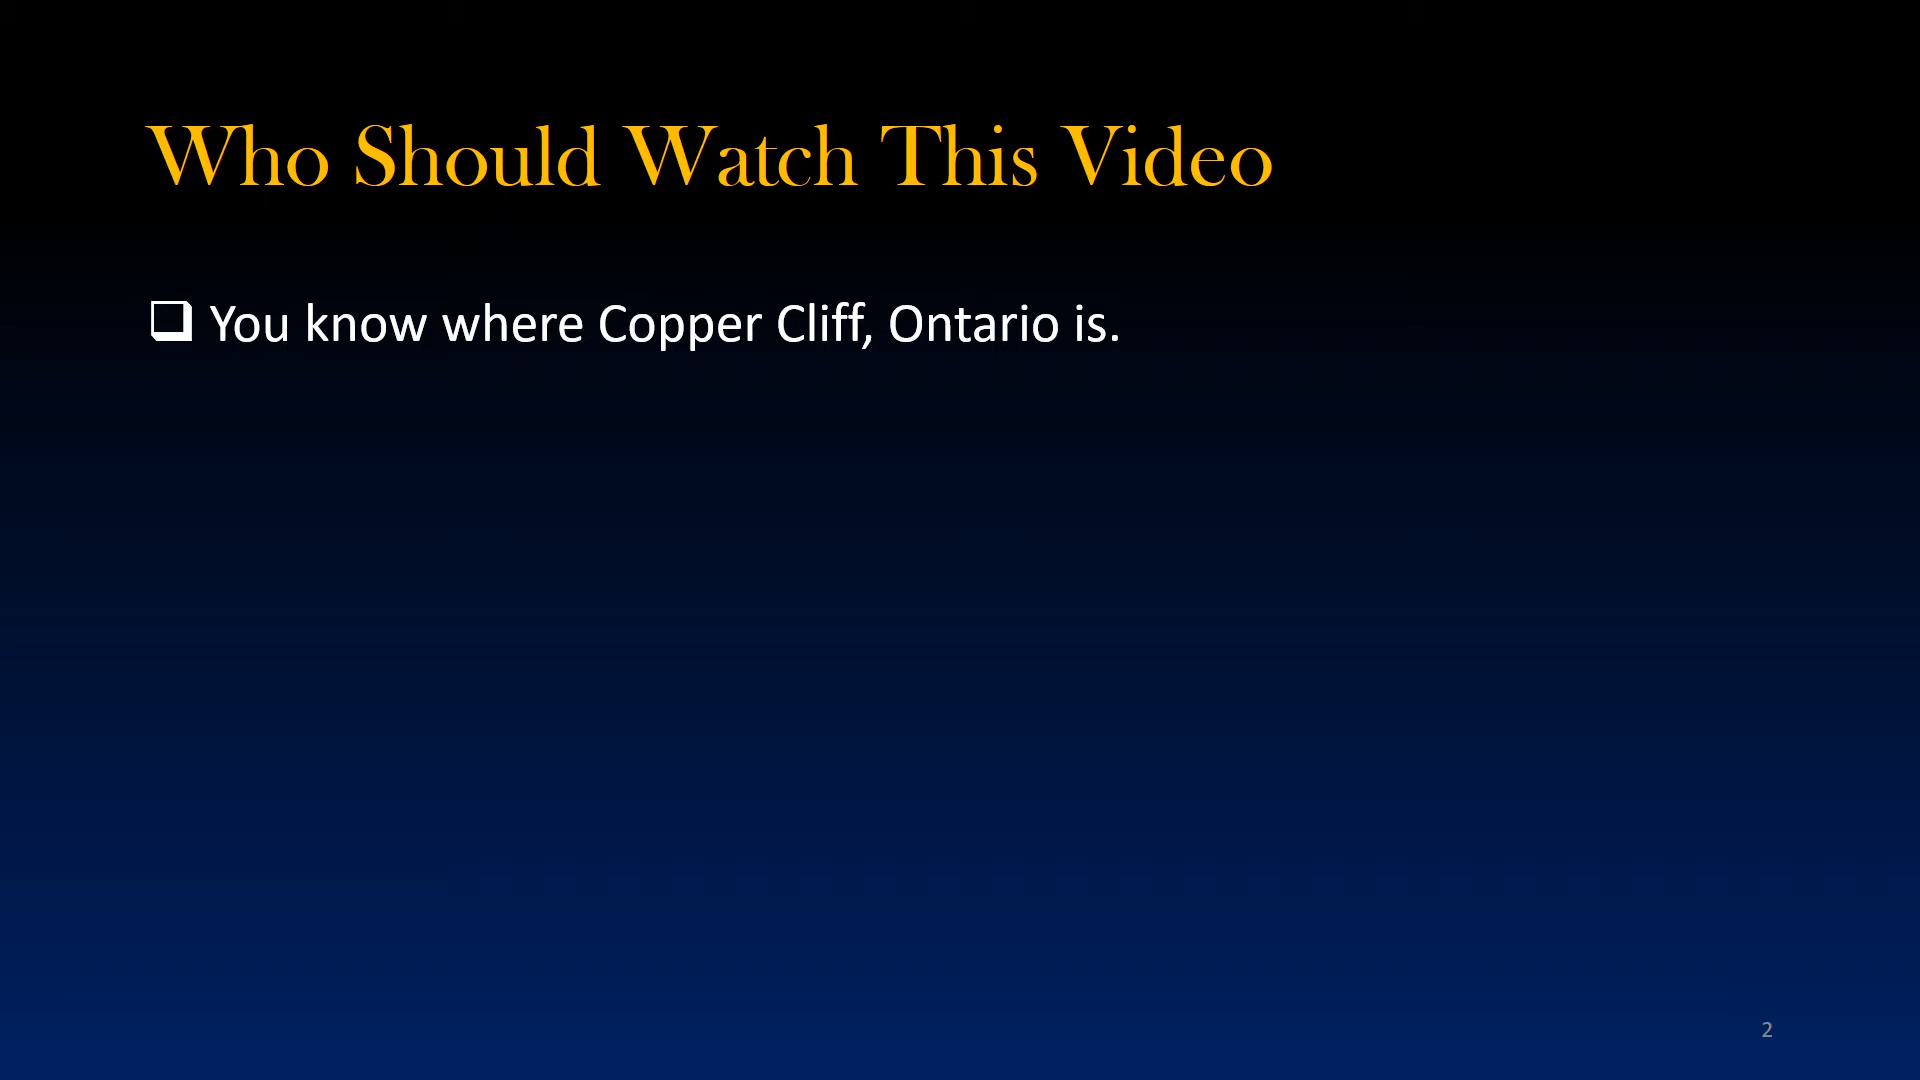 Who Should Watch This Video
❑ You know where Copper Cliff, Ontario is.
2